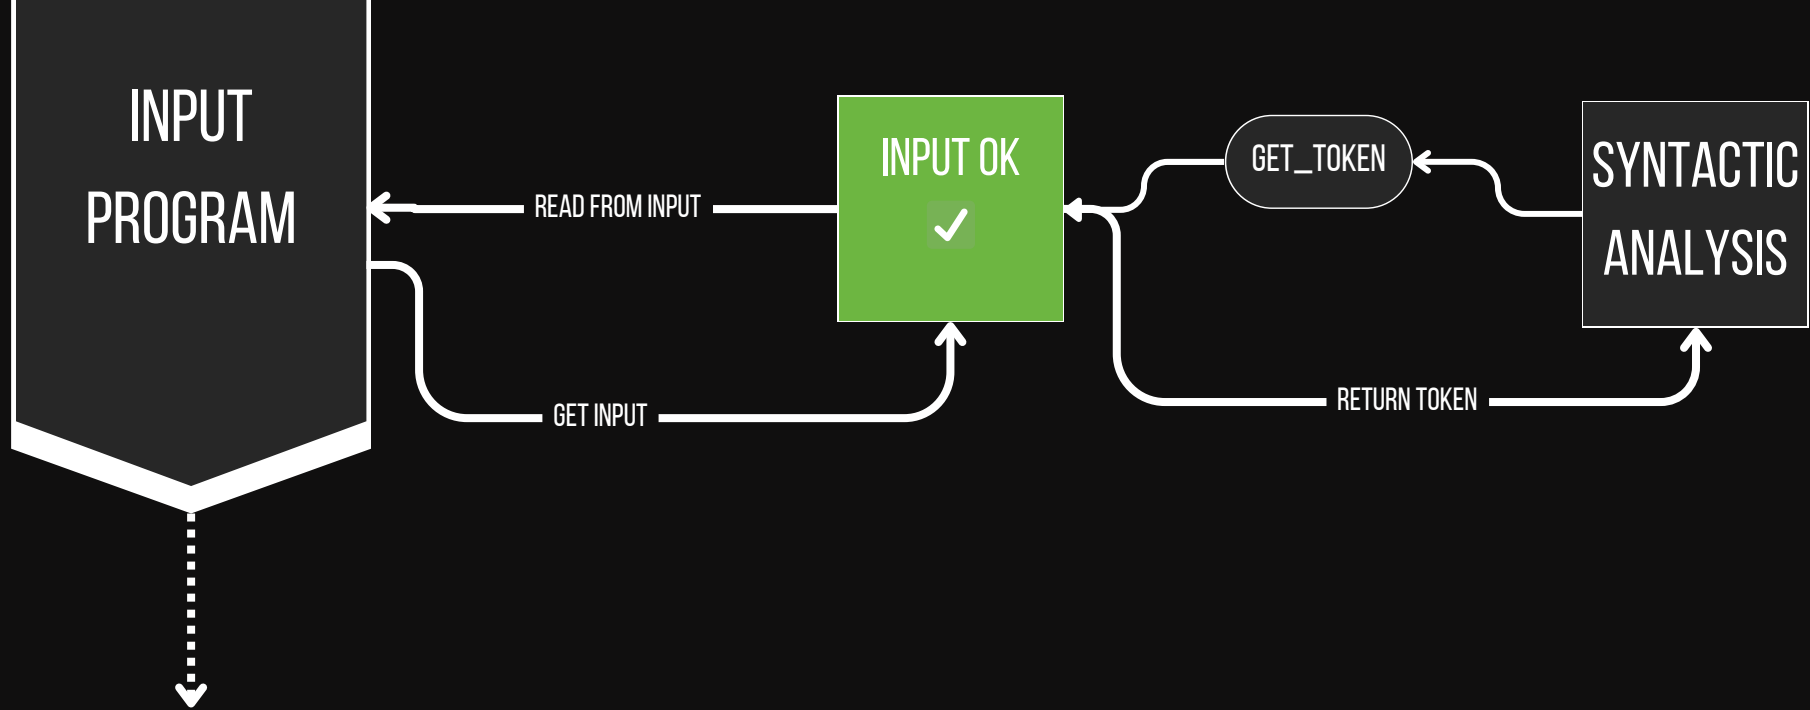 INPUT
PROGRAM
READ FROM INPUT
GET INPUT
INPUT OK
GET_TOKEN
RETURN TOKEN
SYNTACTIC
ANALYSIS